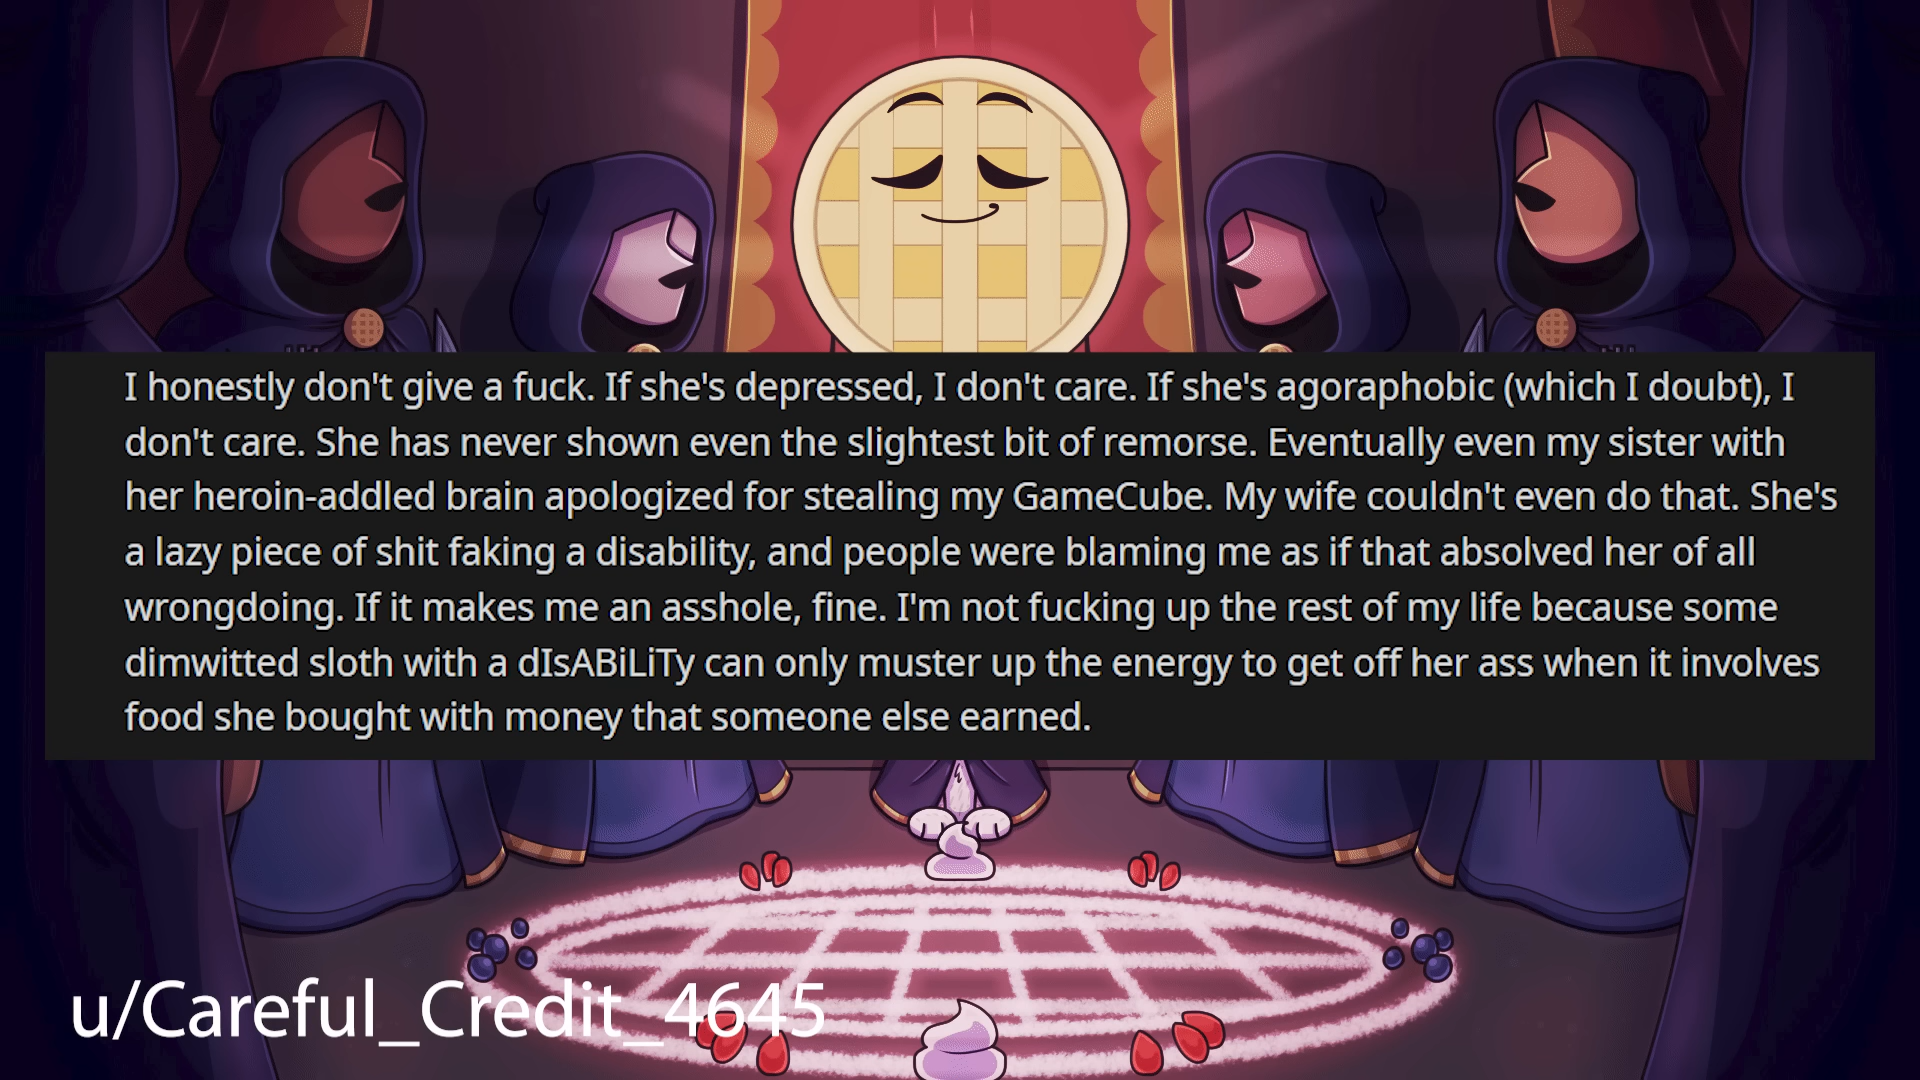 I honestly don't give a fuck. If she's depressed, I don't care. If she's agoraphobic (which I doubt), I
don't care. She has never shown even the slightest bit of remorse. Eventually even my sister with
her heroin-addled brain apologized for stealing my GameCube. My wife couldn't even do that. She's
a lazy piece of shit faking a disability, and people were blaming me as if that absolved her of all
wrongdoing. If it makes me an asshole, fine. I'm not fucking up the rest of my life because some
dimwitted sloth with a dIsABiLiTy can only muster up the energy to get off her ass when it involves
food she bought with money that someone else earned.
u/Careful_Credit_4645